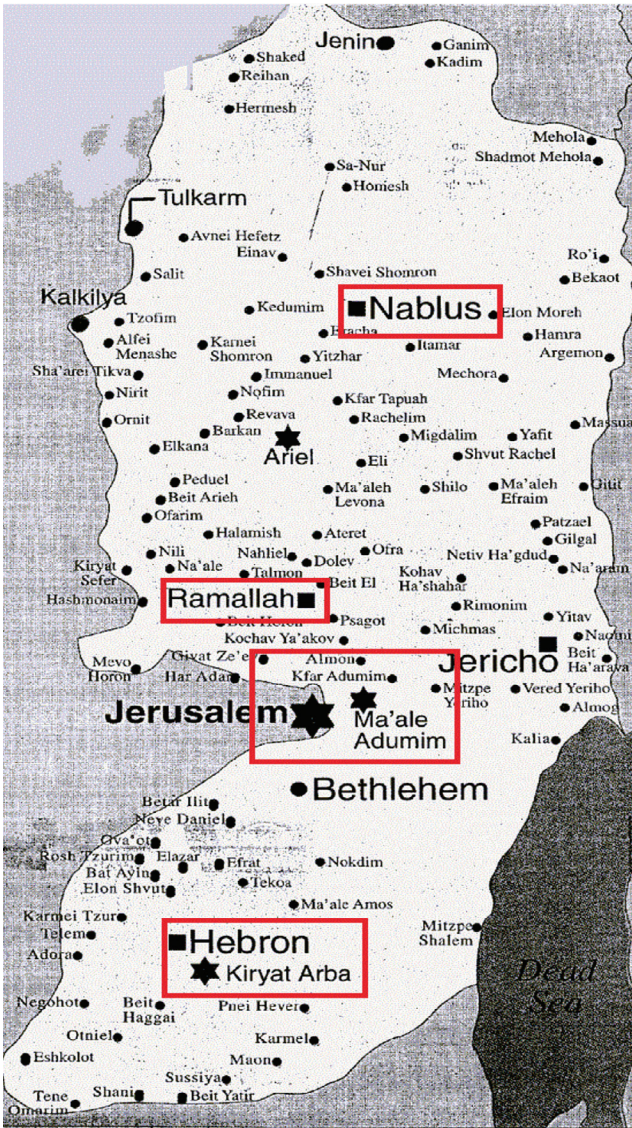 Jenin
Ganim
Kadim
Shaked
Reihan
Hermesh
Mehola
Shadmot Mehola
Sa-Nur
Homesh
Tulkarm
Avnei Hefetz
Einav
Ro'i
Salit
Shavei Shomron
Bekaot
Kalkilya
Kedumim
Nablus
Elon Moreh
Tzofim
Bracha
Hamra
Alfei
Menashe
Karnei
Shomron
Itamar
Argemon
Yitzhar
Sha'arei Tikva
Immanuel
Mechora
Nirit
Nofim
Kfar Tapuah
Ornit
Revava
Rachelim
Massua
Barkan
Migdalim
Yafit
Elkana
Ariel
Shvut Rachel
Eli
Peduel
Ma'aleh
Levona
Shilo
Ma'aleh
Efraim
Gitit
Beit Arieh
Ofarim
Patzael
Halamish
Ateret
Gilgal
Nili
Nahliel
Ofra
Netiv Ha'gdud
Kiryat
Sefer
Na'ale
Talmon
Dolev
Na'aram
Beit El
Kohav
Ha'shahar
Hashmonaim
Ramallah
Rimonim
Beit Horon
Psagot
Yitav
Kochav Ya'akov
Michmas
Naomi
Mevo
Horon
Givat Ze'ev
Almon
Jericho
Beit
Ha'arava
Har Adar
Kfar Adumim
Mitzpe
Yeriho
Vered Yeriho
Almog
Jerusalem
Ma'ale
Adumim
Kalia
Bethlehem
Betar Ilit
Neve Daniel
Gva'ot
Rosh Tzurim
Elazar
Efrat
Nokdim
Bat Ayin
Elon Shvut
Tekoa
Ma'ale Amos
Karmei Tzur
Telem
Mitzpe
Shalem
Adora
Hebron
Kiryat Arba
Dead
Sea
Negohot
Beit
Haggai
Pnei Hever
Otniel
Karmel
Eshkolot
Maon
Sussiya
Tene
Omarim
Shani
Beit Yatir